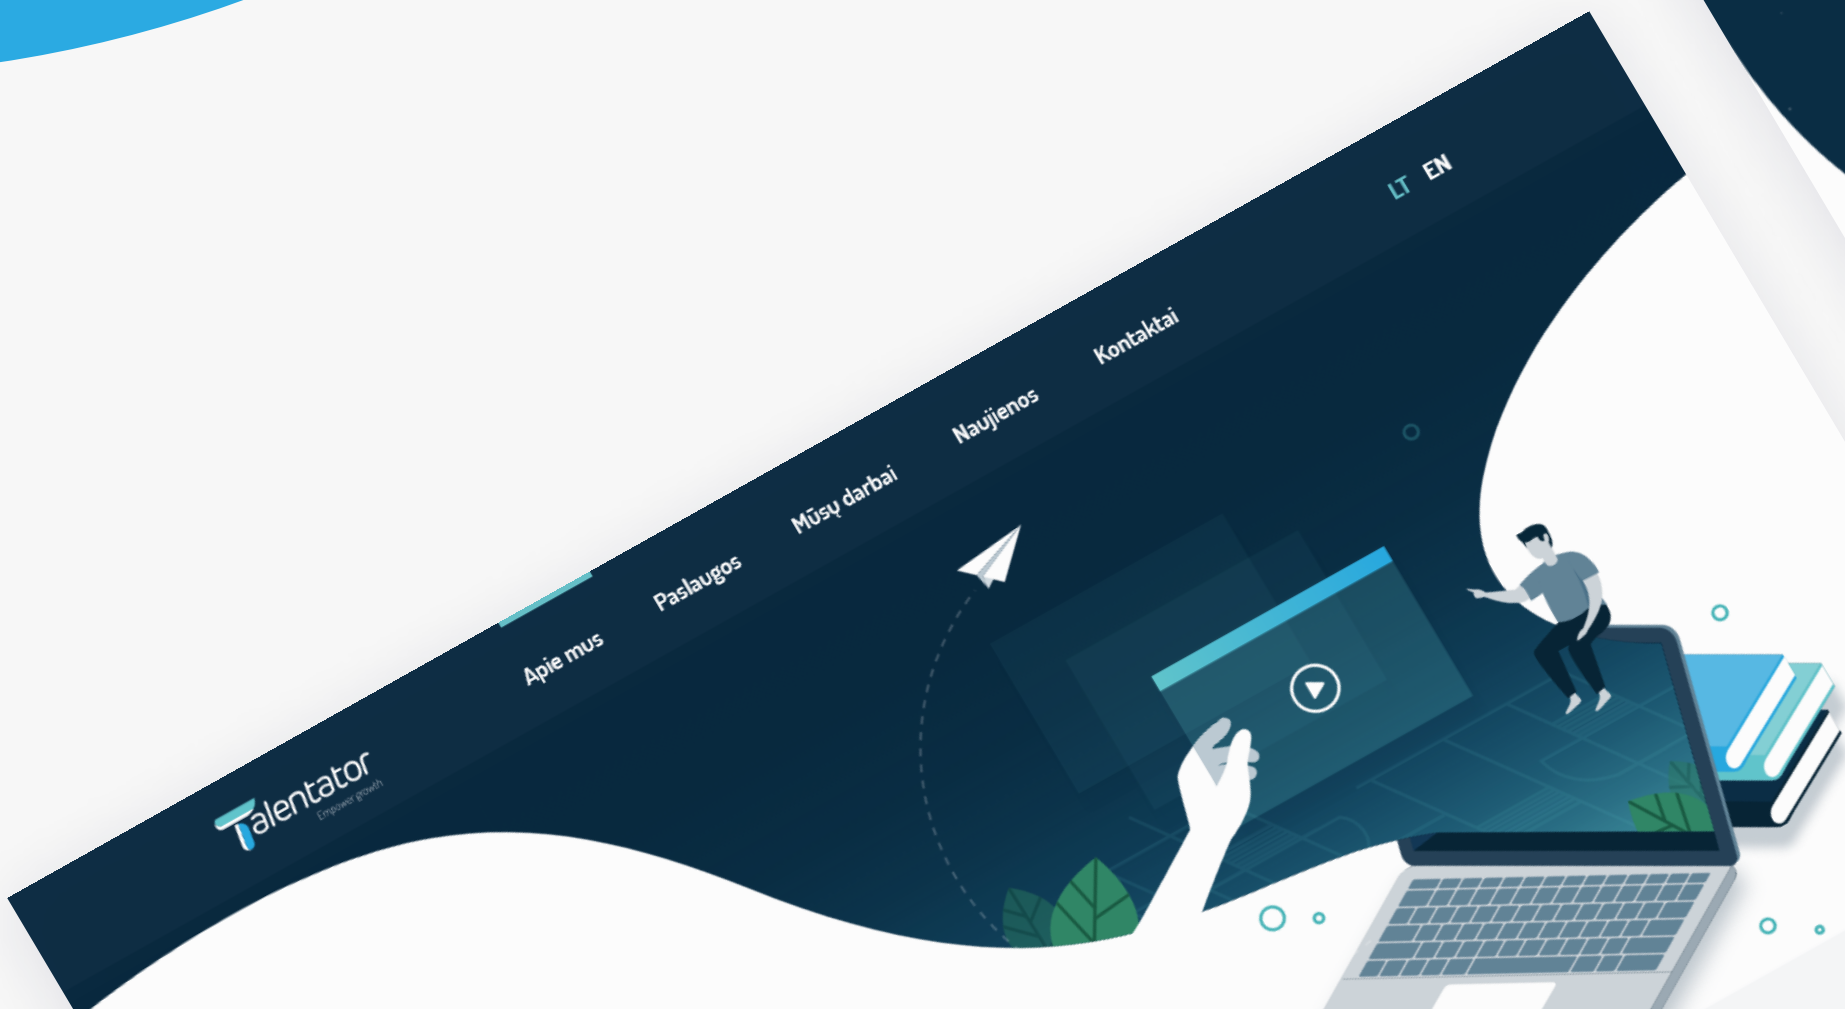 Talentator
Empower growth
Apie mus
Paslaugos
Mūsų darbai
Naujienos
Kontaktai
LT EN